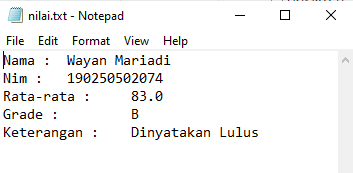 nilai.txt - Notepad
File Edit Format View Help
Nama : Wayan Mariadi
Nim : 190250502074
Rata-rata : 83.0
Grade : B
Keterangan : Dinyatakan Lulus